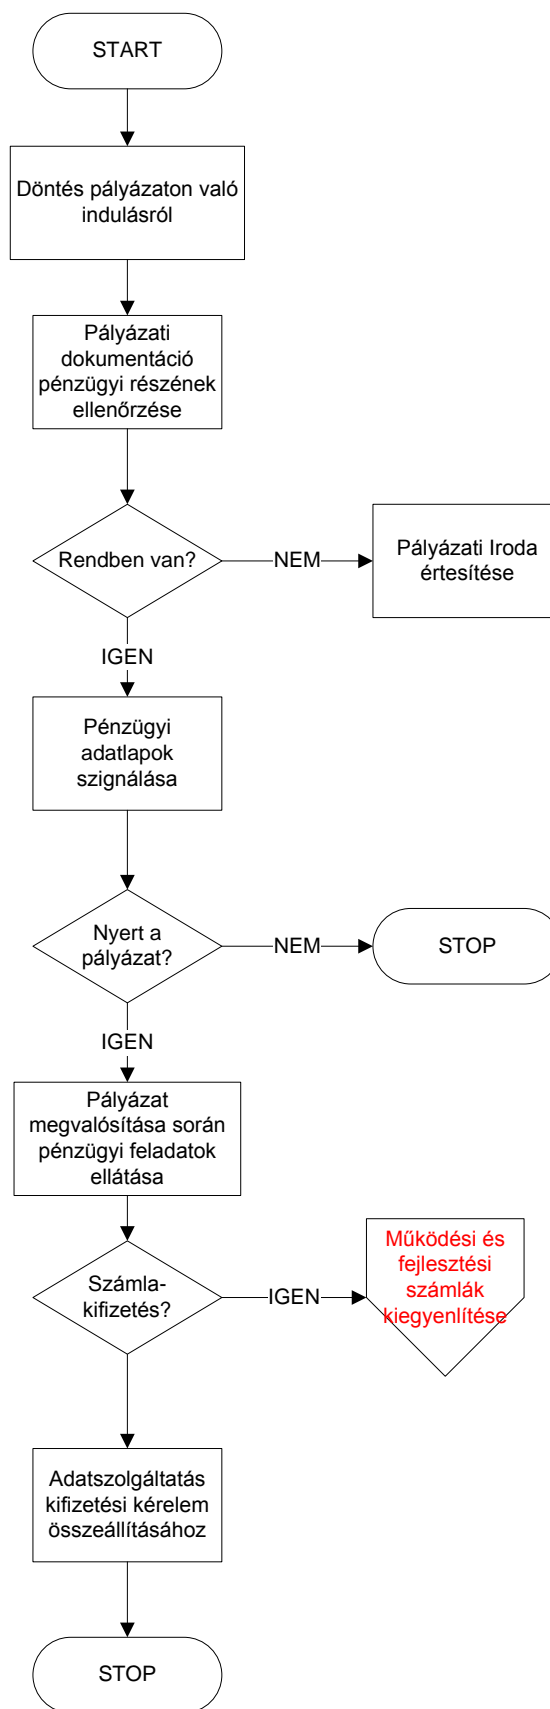 START
Döntés pályázaton való
indulásról
Pályázati
dokumentáció
pénzügyi részének
ellenőrzése
Rendben van?
NEM
Pályázati Iroda
értesítése
IGEN
Pénzügyi
adatlapok
szignálása
Nyert a
pályázat?
NEM
STOP
IGEN
Pályázat
megvalósítása során
pénzügyi feladatok
ellátása
Számla-
kifizetés?
IGEN
Működési és
fejlesztési
számlák
kiegyenlítése
Adatszolgáltatás
kifizetési kérelem
összeállításához
STOP